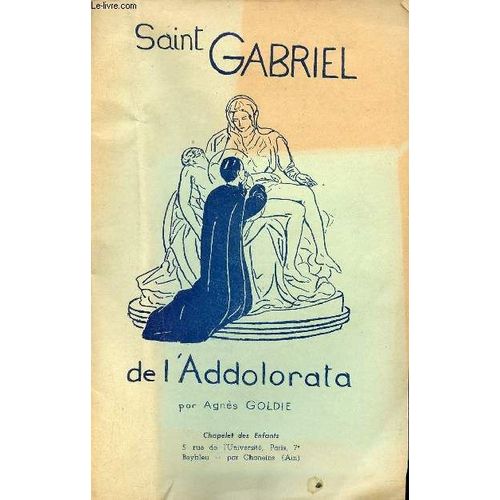 Le-livre.com
Saint GABRIEL
de l'Addolorata
par Agnès GOLDIE
Chapelet des Enfants
5 rue de l'Université, Paris, 7e
Beybleu — par Chaneins (Ain)